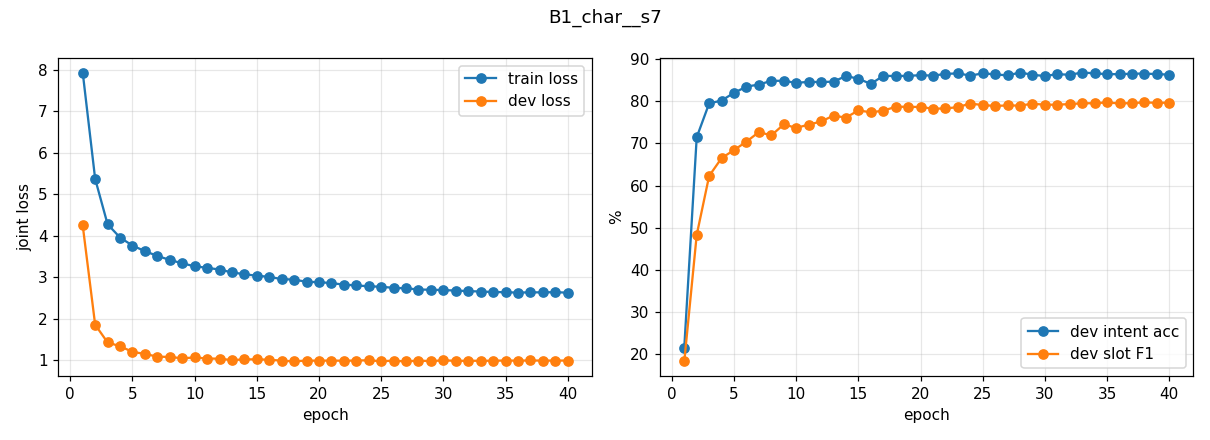 B1_char__s7
joint loss
8
7
6
5
4
3
2
1
train loss
dev loss
0 5 10 15 20 25 30 35 40
epoch
%
90
80
70
60
50
40
30
20
dev intent acc
dev slot F1
0 5 10 15 20 25 30 35 40
epoch